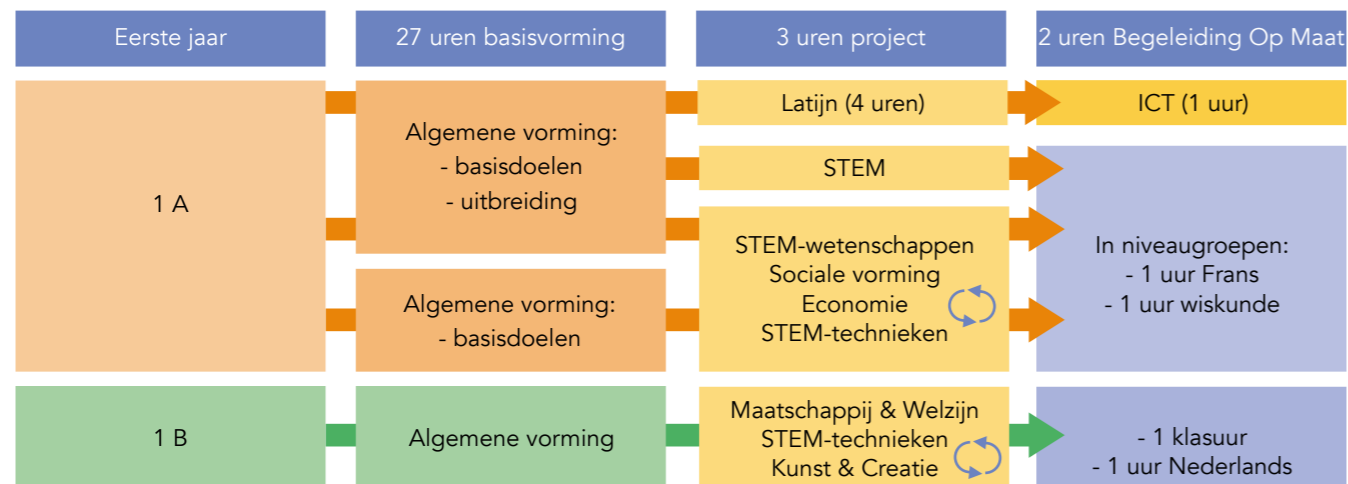 Eerste jaar
27 uren basisvorming
3 uren project
2 uren Begeleiding Op Maat
1 A
Algemene vorming:
- basisdoelen
- uitbreiding
Latijn (4 uren)
ICT (1 uur)
STEM
STEM-wetenschappen
Sociale vorming
Economie
STEM-technieken
In niveaugroepen:
- 1 uur Frans
- 1 uur wiskunde
Algemene vorming:
- basisdoelen
1 B
Algemene vorming
Maatschappij & Welzijn
STEM-technieken
Kunst & Creatie
- 1 klasuur
- 1 uur Nederlands